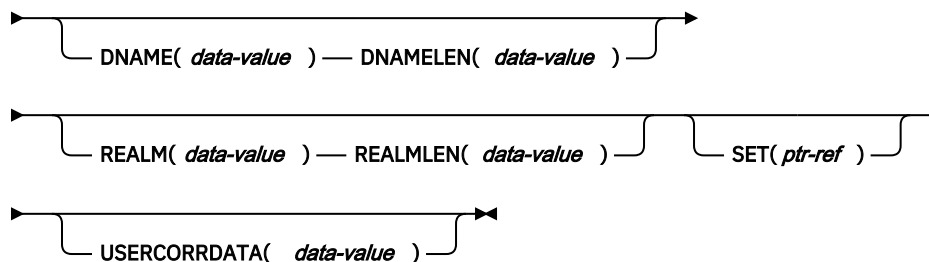 DNAME( data-value ) DNAMELEN( data-value )
REALM( data-value ) REALMLEN( data-value ) SET( ptr-ref )
USERCORRDATA( data-value )